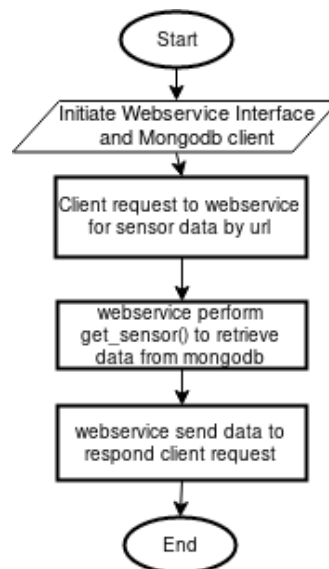 Start
Initiate Webservice Interface
and Mongodb client
Client request to webservice
for sensor data by url
webservice perform
get_sensor() to retrieve
data from mongodb
webservice send data to
respond client request
End